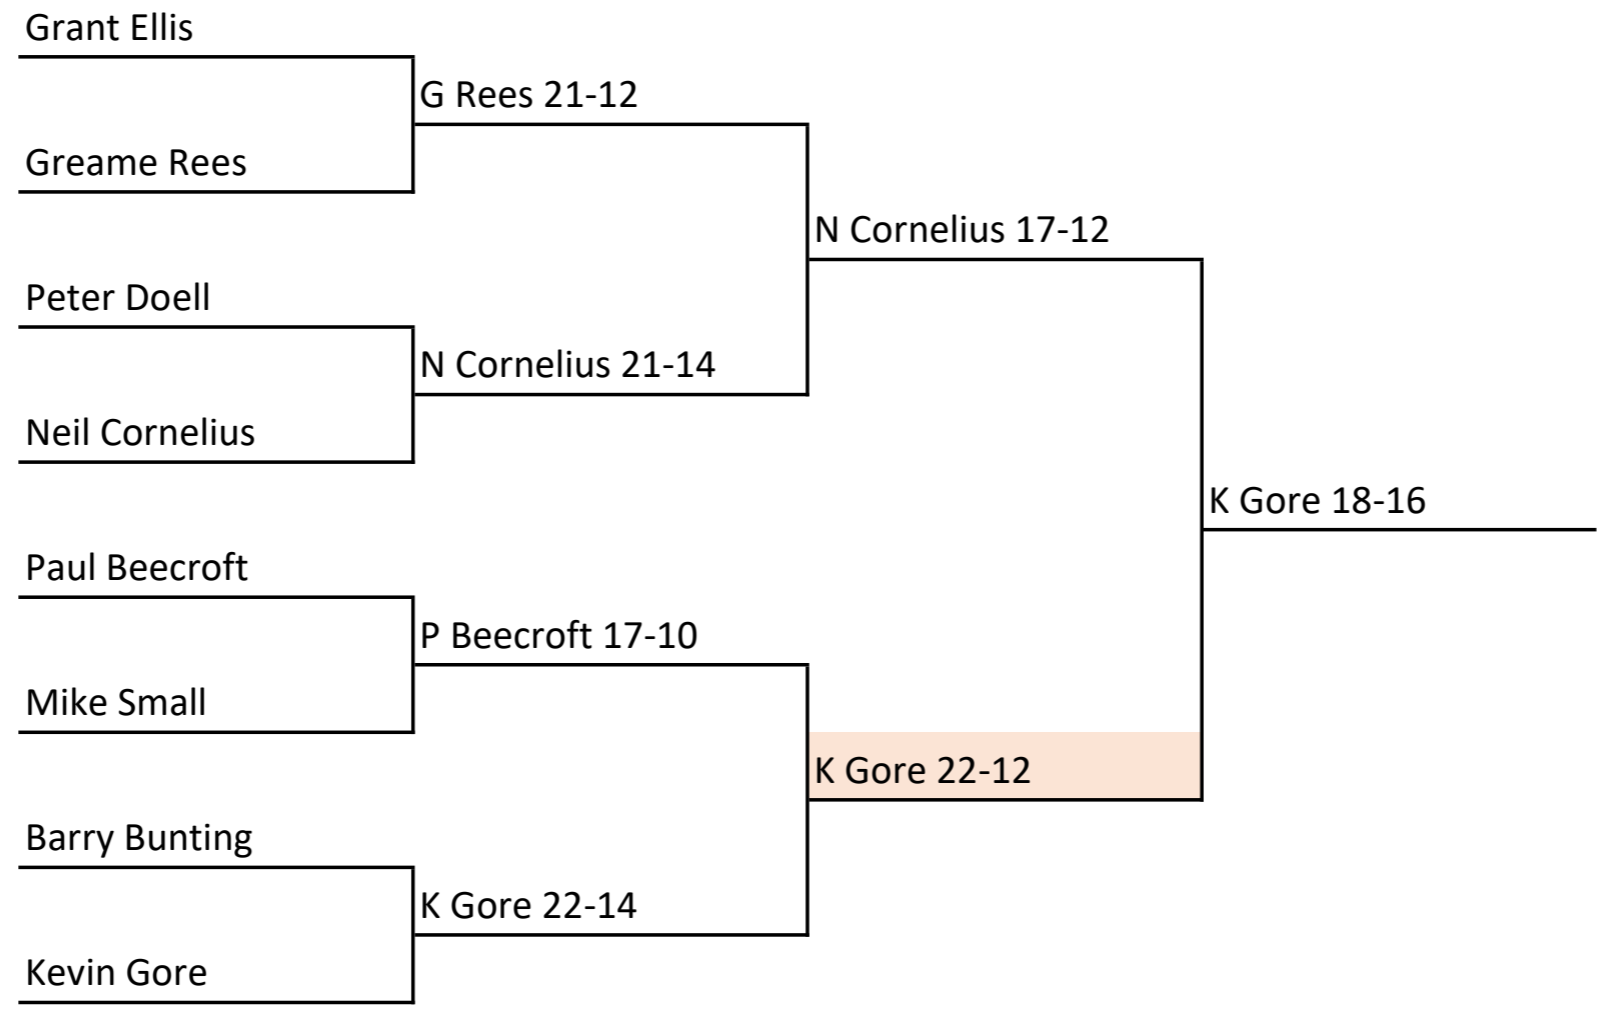 Grant Ellis
G Rees 21-12
Greame Rees
N Cornelius 17-12
Peter Doell
N Cornelius 21-14
Neil Cornelius
K Gore 18-16
Paul Beecroft
P Beecroft 17-10
Mike Small
K Gore 22-12
Barry Bunting
K Gore 22-14
Kevin Gore